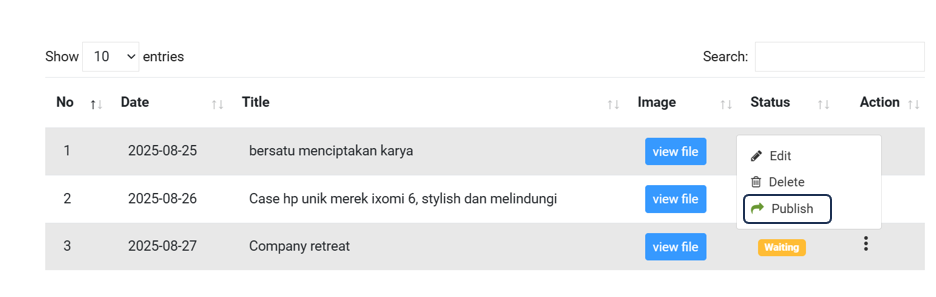 Show 10 entries Search:
No Date Title Image Status Action
1 2025-08-25 bersatu menciptakan karya view file
Edit
Delete
2 2025-08-26 Case hp unik merek ixomi 6, stylish dan melindungi view file
Publish
3 2025-08-27 Company retreat view file Waiting